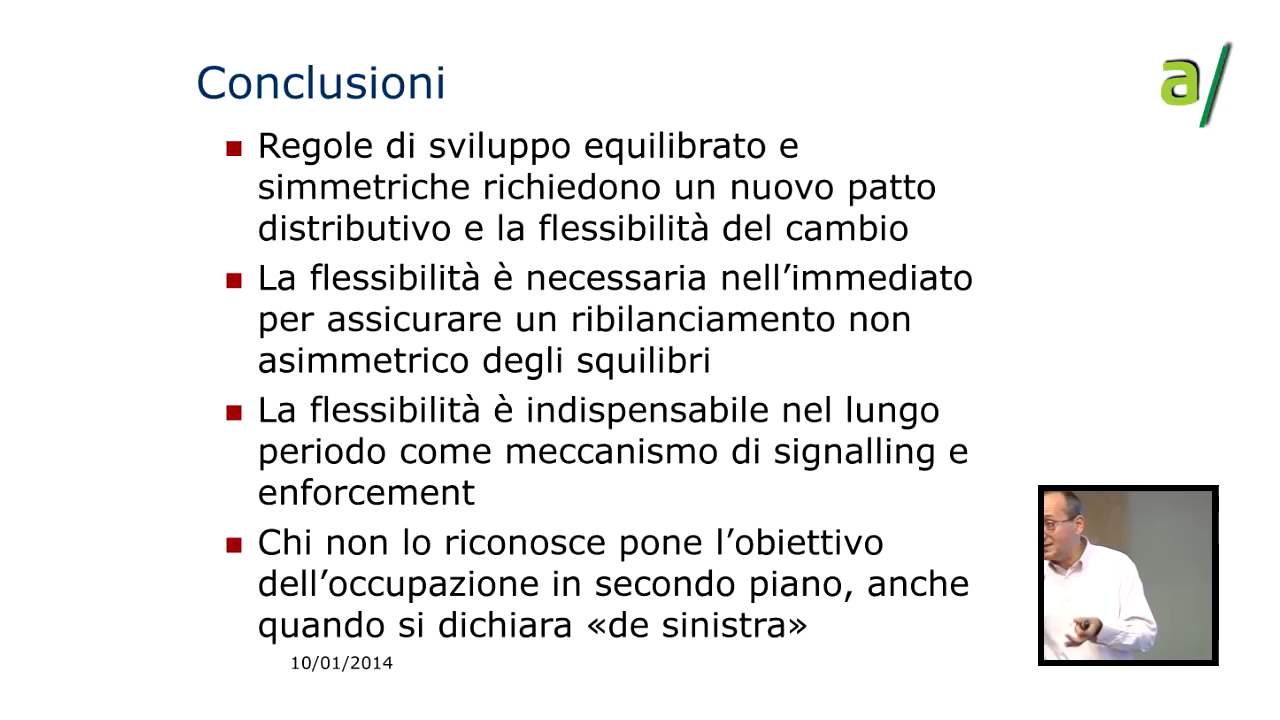 Conclusioni
a/
Regole di sviluppo equilibrato e
simmetriche richiedono un nuovo patto
distributivo e la flessibilità del cambio
La flessibilità è necessaria nell’immediato
per assicurare un ribilanciamento non
asimmetrico degli squilibri
La flessibilità è indispensabile nel lungo
periodo come meccanismo di signalling e
enforcement
Chi non lo riconosce pone l’obiettivo
dell’occupazione in secondo piano, anche
quando si dichiara «de sinistra»
10/01/2014